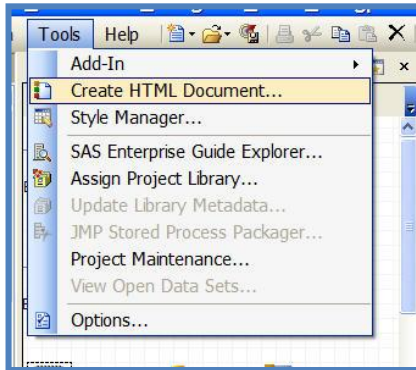 Tools Help
Add-In
Create HTML Document...
Style Manager...
SAS Enterprise Guide Explorer...
Assign Project Library...
Update Library Metadata...
JMP Stored Process Packager...
Project Maintenance...
View Open Data Sets...
Options...